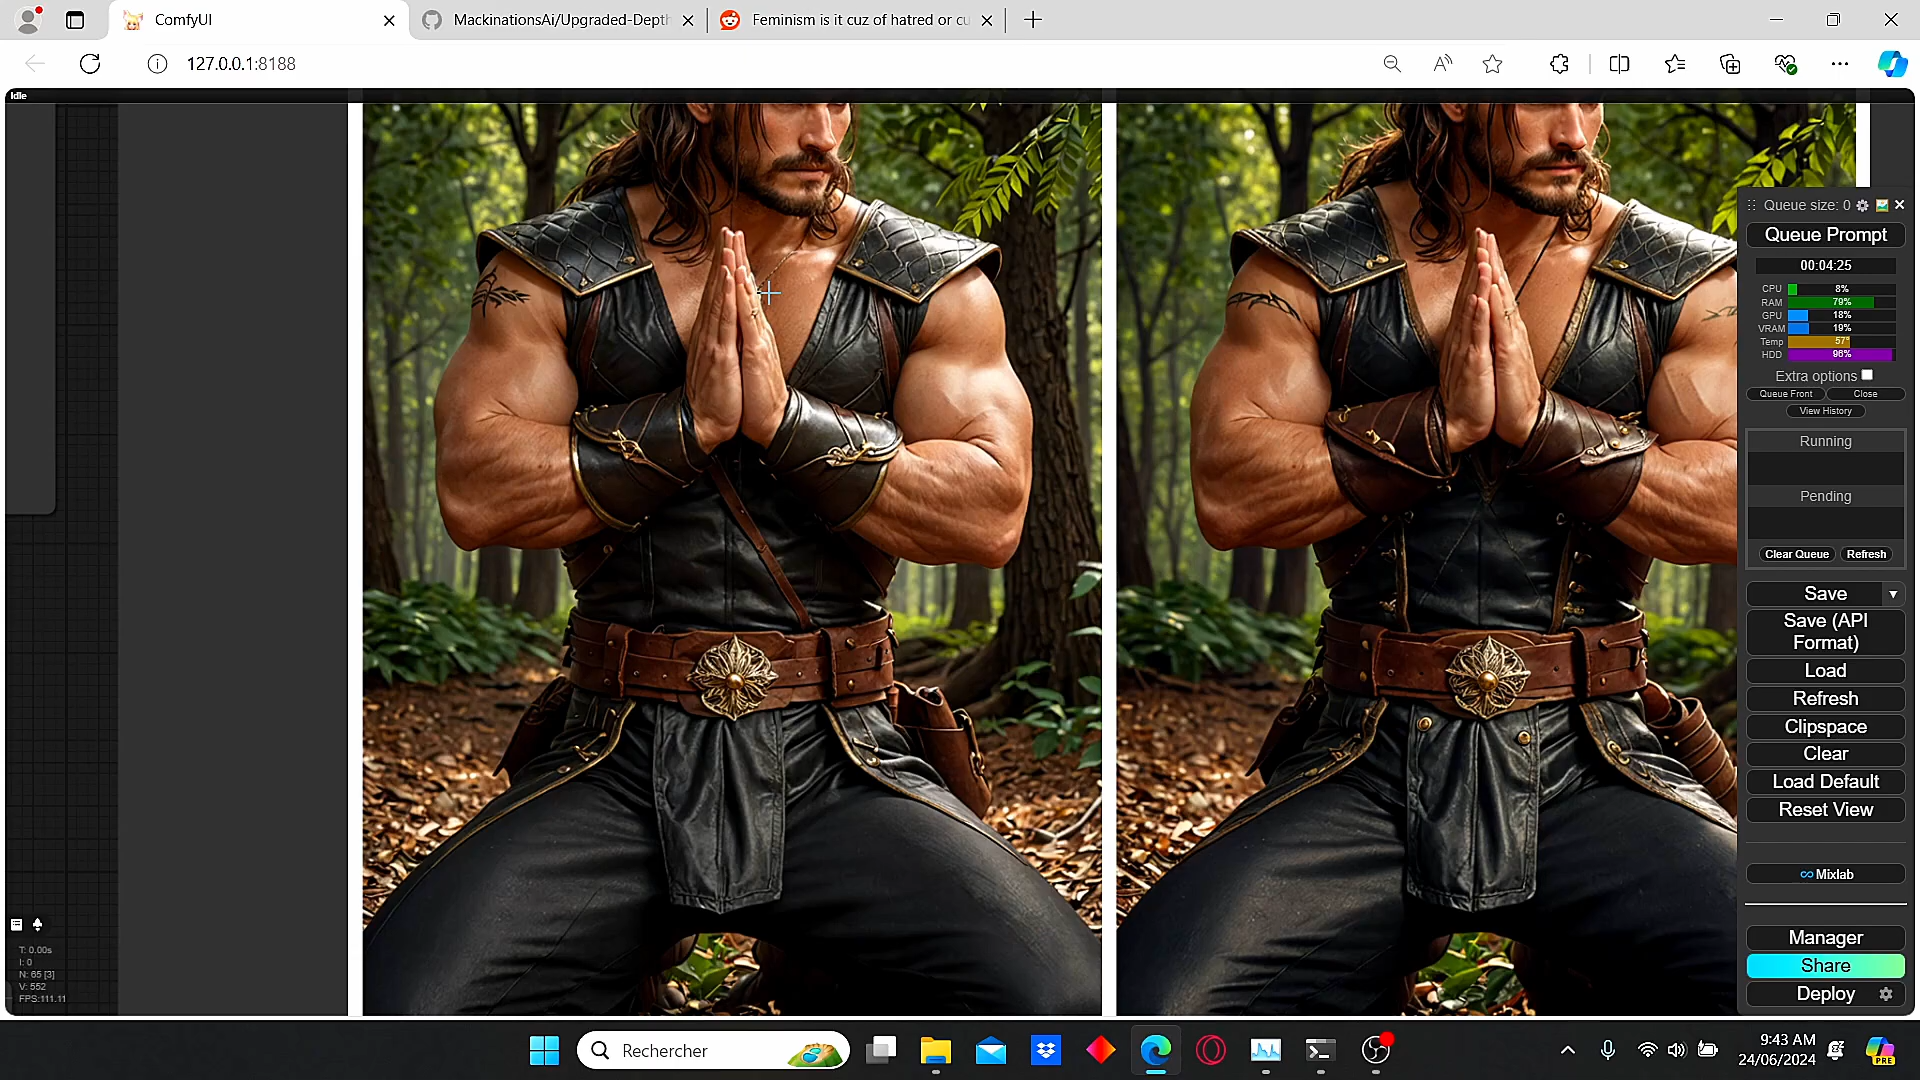 ComfyUI
MackinationsAi/Upgraded-Depth
Feminism is it cuz of hatred or cu
127.0.0.1:8188
Idle
Queue size: 0
Queue Prompt
00:04:25
CPU 8%
RAM 79%
GPU 18%
VRAM 19%
Temp 57°
HDD 96%
Extra options
Queue Front Close
View History
Running
Pending
Clear Queue Refresh
Save ▼
Save (API
Format)
Load
Refresh
Clipspace
Clear
Load Default
Reset View
∞ Mixlab
Manager
Share
Deploy
T: 0.00s
I: 0
N: 65 [3]
V: 552
FPS:111.11
Rechercher
9:43 AM
24/06/2024
PRE